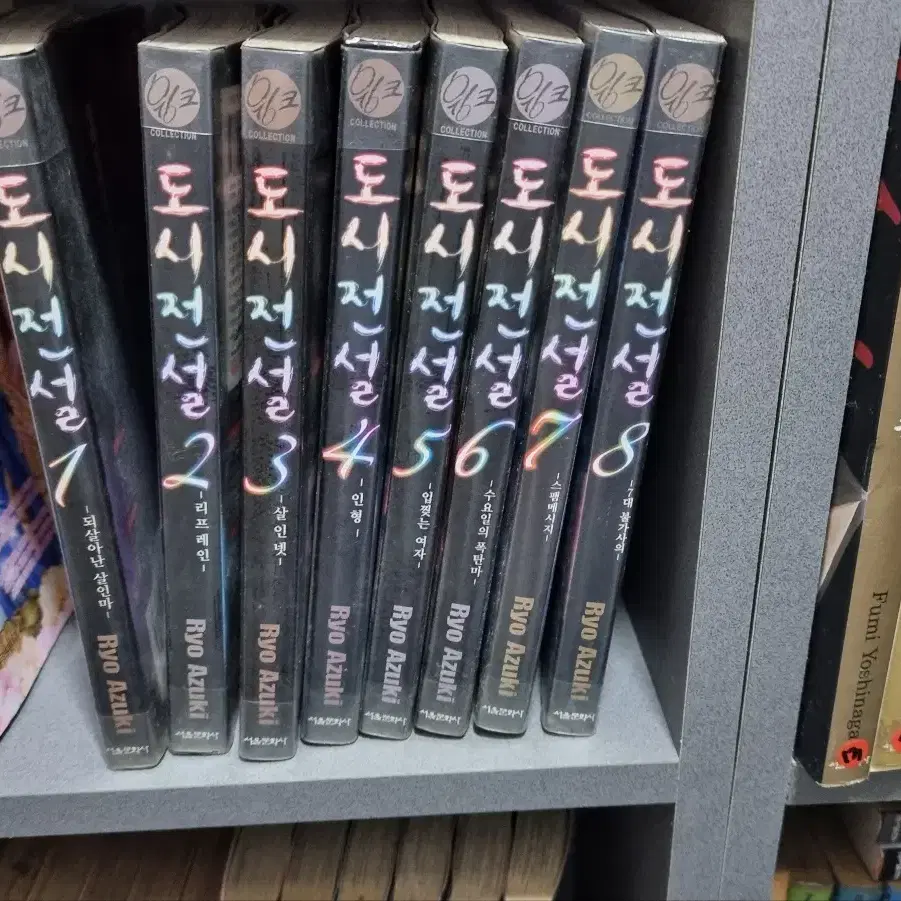 윙크
COLLECTION
도시전설
1
-되살아난 살인마-
Ryo Azuki
윙크
COLLECTION
도시전설
2
-리프레인-
Ryo Azuki
서울문화사
윙크
COLLECTION
도시전설
3
-살인넷-
Ryo Azuki
서울문화사
윙크
COLLECTION
도시전설
4
-인형-
Ryo Azuki
서울문화사
윙크
COLLECTION
도시전설
5
-입찢는 여자-
Ryo Azuki
서울문화사
윙크
COLLECTION
도시전설
6
-수요일의 폭탄마-
Ryo Azuki
서울문화사
윙크
COLLECTION
도시전설
7
-스팸메시지-
Ryo Azuki
서울문화사
윙크
COLLECTION
도시전설
8
-7대 불가사의-
Ryo Azuki
서울문화사
Fumi Yoshinaga